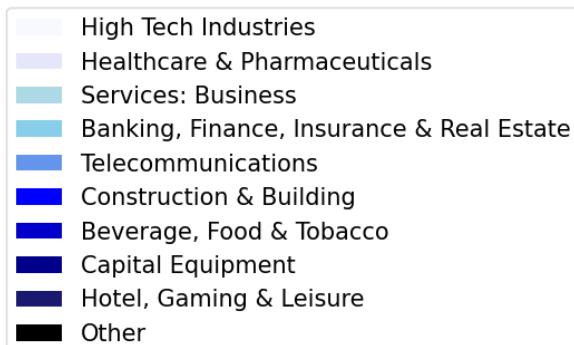 High Tech Industries
Healthcare & Pharmaceuticals
Services: Business
Banking, Finance, Insurance & Real Estate
Telecommunications
Construction & Building
Beverage, Food & Tobacco
Capital Equipment
Hotel, Gaming & Leisure
Other